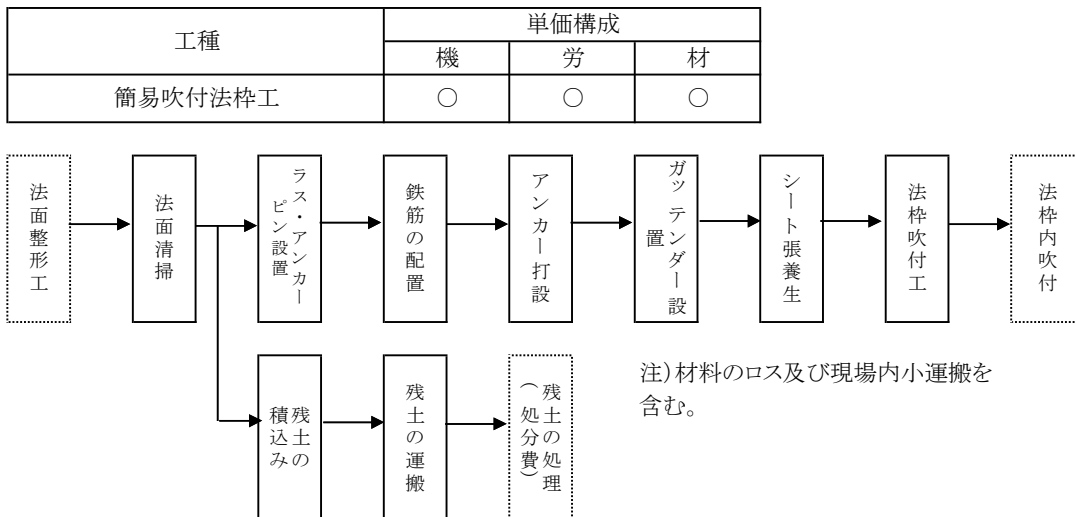 工種
単価構成
機
労
材
簡易吹付法枠工
○
○
○
法面整形工
法面清掃
ラス・アンカー
ピン設置
鉄筋の配置
アンカー打設
ガッテンダー設
置
シート張養生
法枠吹付工
法枠内吹付
残土の
積込み
残土の運搬
残土の処理
(処分費)
注)材料のロス及び現場内小運搬を
含む。